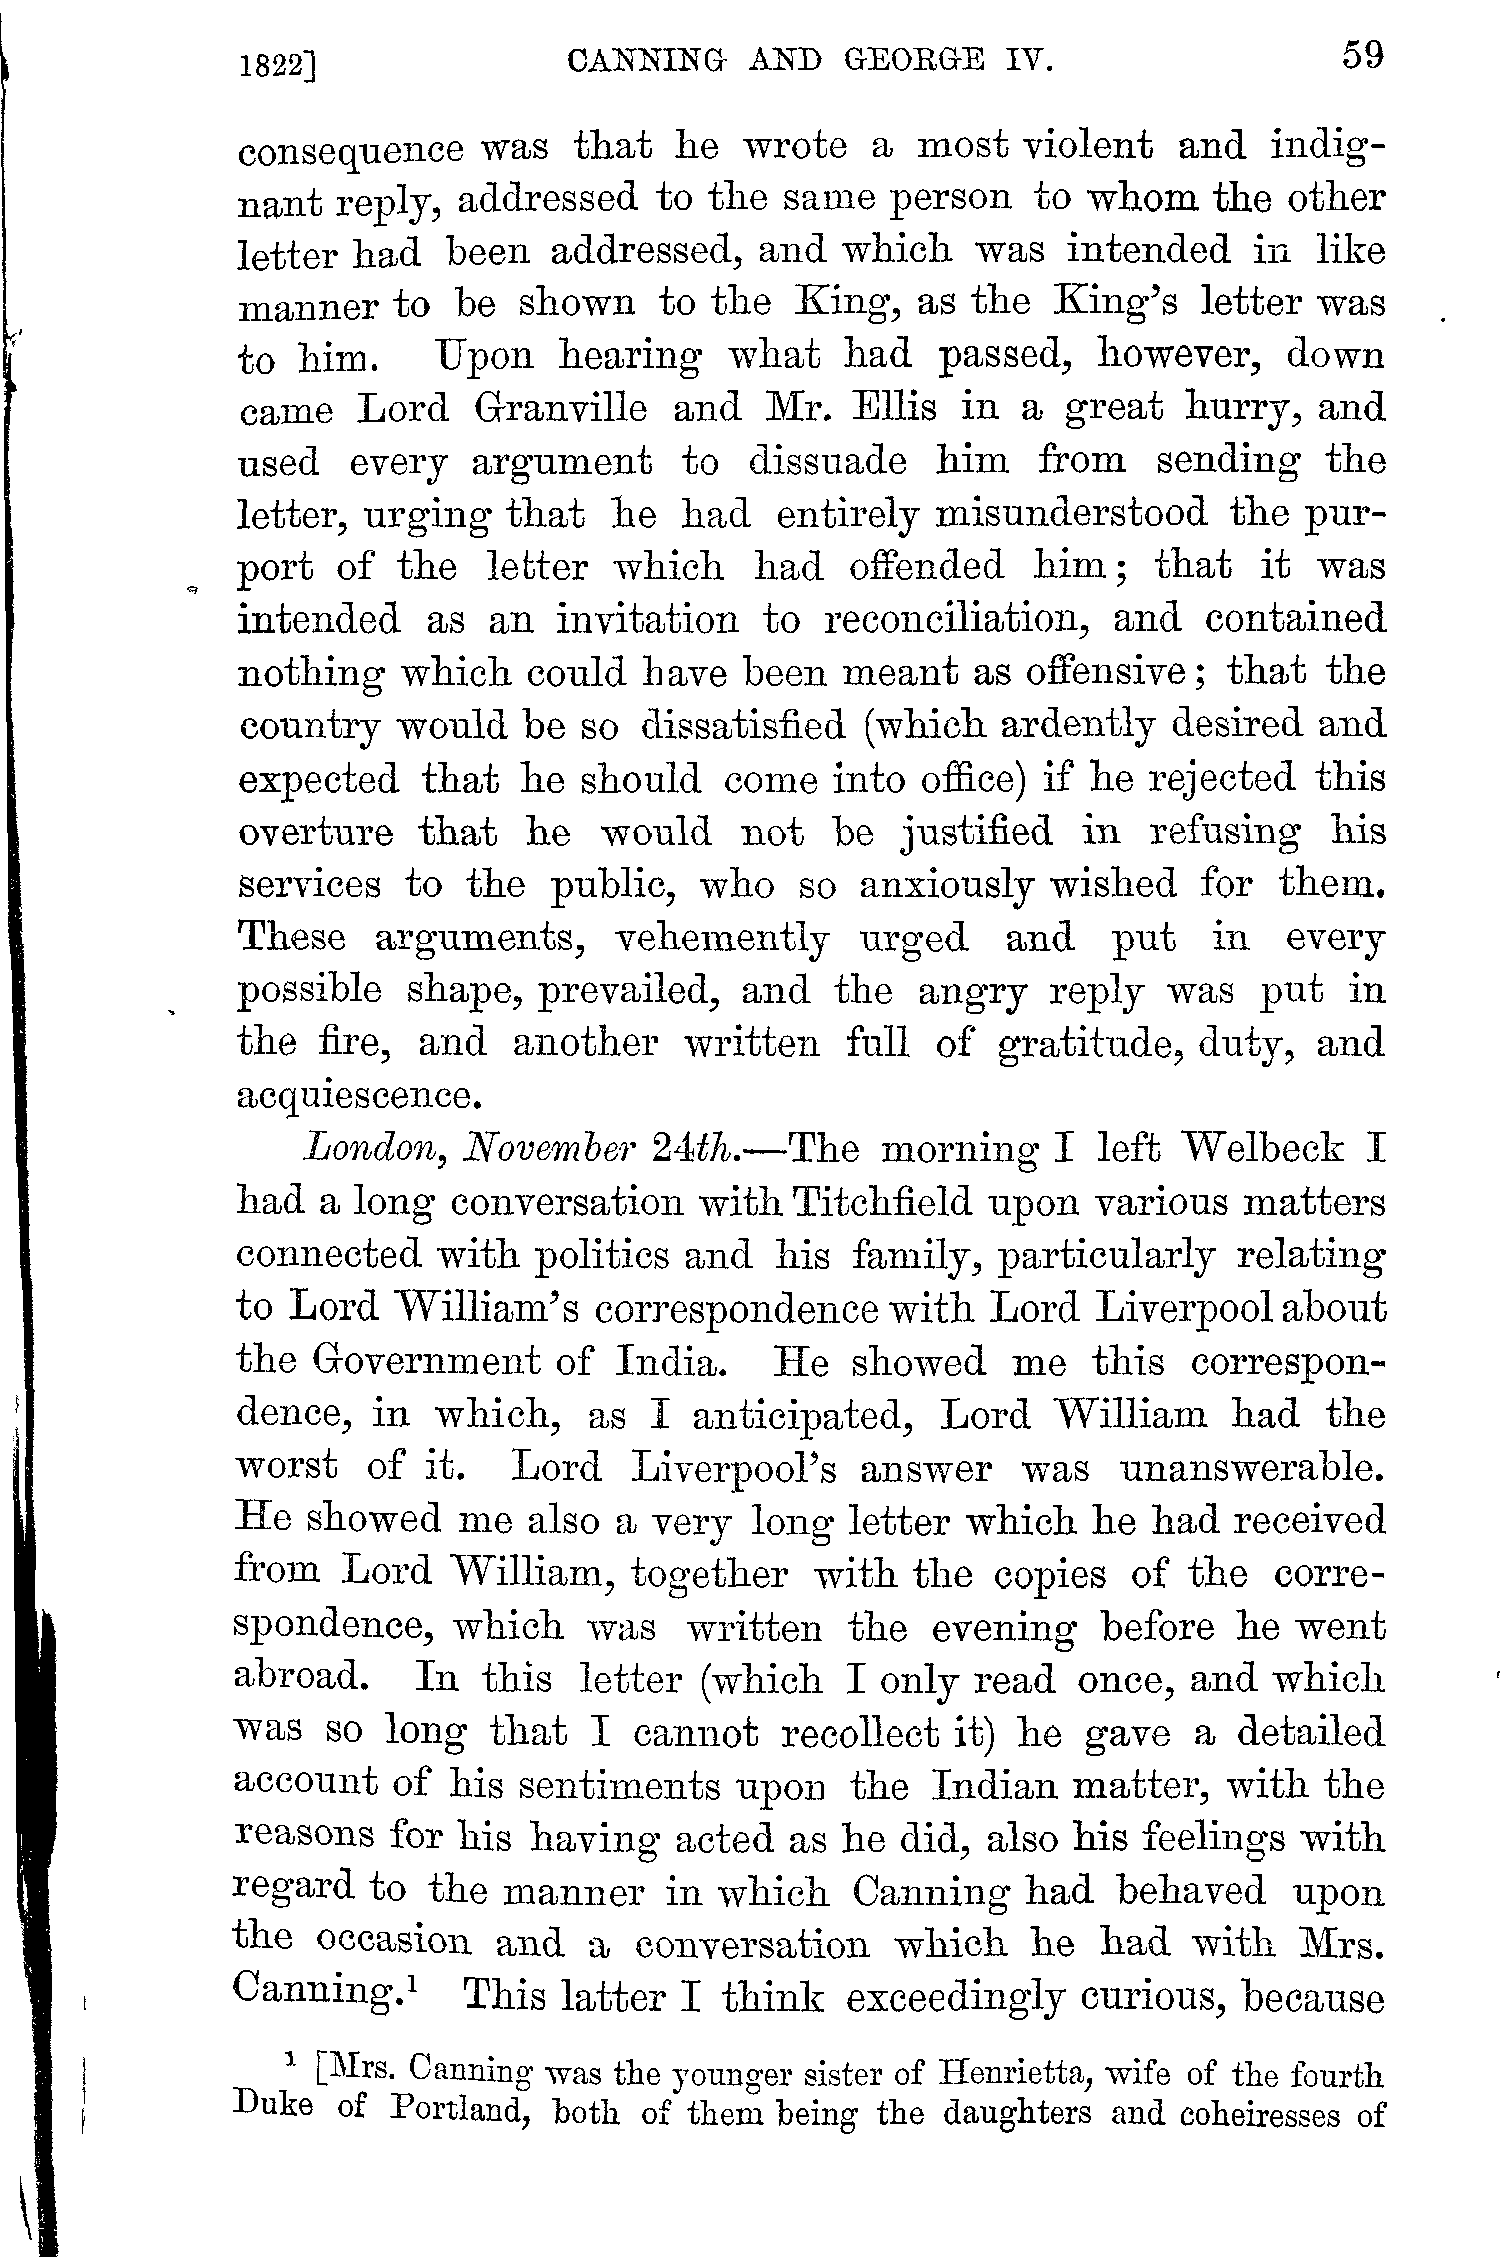 1822] CANNING AND GEORGE IV. 59
consequence was that he wrote a most violent and indig-
nant reply, addressed to the same person to whom the other
letter had been addressed, and which was intended in like
manner to be shown to the King, as the King's letter was
to him. Upon hearing what had passed, however, down
came Lord Granville and Mr. Ellis in a great hurry, and
used every argument to dissuade him from sending the
letter, urging that he had entirely misunderstood the pur-
port of the letter which had offended him; that it was
intended as an invitation to reconciliation, and contained
nothing which could have been meant as offensive; that the
country would be so dissatisfied (which ardently desired and
expected that he should come into office) if he rejected this
overture that he would not be justified in refusing his
services to the public, who so anxiously wished for them.
These arguments, vehemently urged and put in every
possible shape, prevailed, and the angry reply was put in
the fire, and another written full of gratitude, duty, and
acquiescence.
London, November 24th.—The morning I left Welbeck I
had a long conversation with Titchfield upon various matters
connected with politics and his family, particularly relating
to Lord William's correspondence with Lord Liverpool about
the Government of India. He showed me this correspon-
dence, in which, as I anticipated, Lord William had the
worst of it. Lord Liverpool's answer was unanswerable.
He showed me also a very long letter which he had received
from Lord William, together with the copies of the corre-
spondence, which was written the evening before he went
abroad. In this letter (which I only read once, and which
was so long that I cannot recollect it) he gave a detailed
account of his sentiments upon the Indian matter, with the
reasons for his having acted as he did, also his feelings with
regard to the manner in which Canning had behaved upon
the occasion and a conversation which he had with Mrs.
Canning.¹ This latter I think exceedingly curious, because
¹ [Mrs. Canning was the younger sister of Henrietta, wife of the fourth
Duke of Portland, both of them being the daughters and coheiresses of